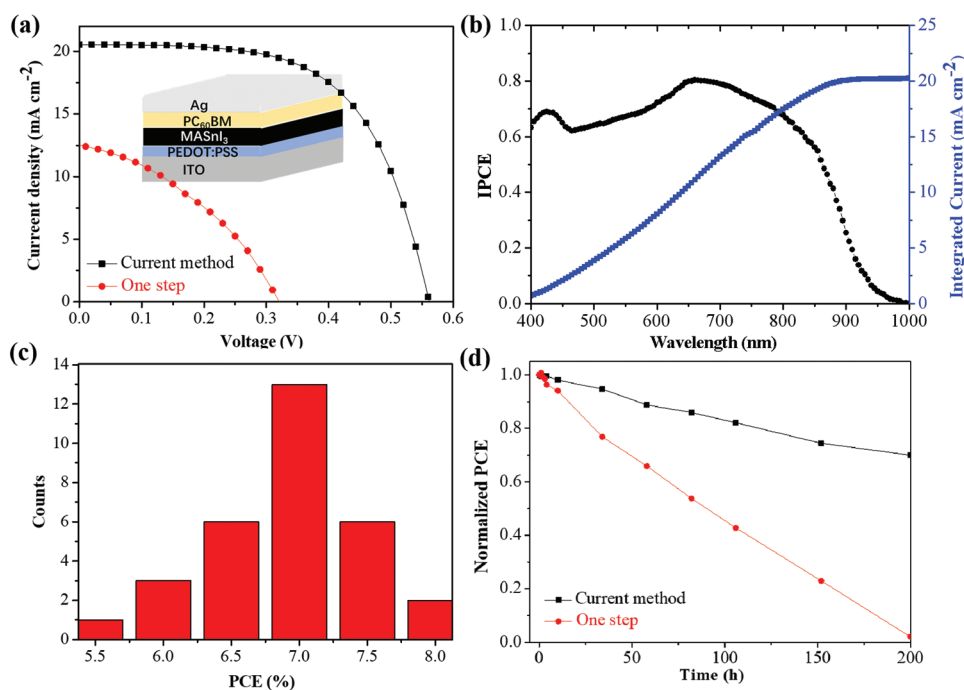 (a)
Curreent density (mA cm⁻²)
20
15
10
5
0
Ag
PC₆₀BM
MASnI₃
PEDOT:PSS
ITO
Current method
One step
0.0 0.1 0.2 0.3 0.4 0.5 0.6
Voltage (V)
(b)
IPCE
1.0
0.8
0.6
0.4
0.2
0.0
25
20
15
10
5
0
Integrated Current (mA cm⁻²)
400 500 600 700 800 900 1000
Wavelength (nm)
(c)
Counts
14
12
10
8
6
4
2
0
5.5 6.0 6.5 7.0 7.5 8.0
PCE (%)
(d)
Normalized PCE
1.0
0.8
0.6
0.4
0.2
0.0
Current method
One step
0 50 100 150 200
Time (h)